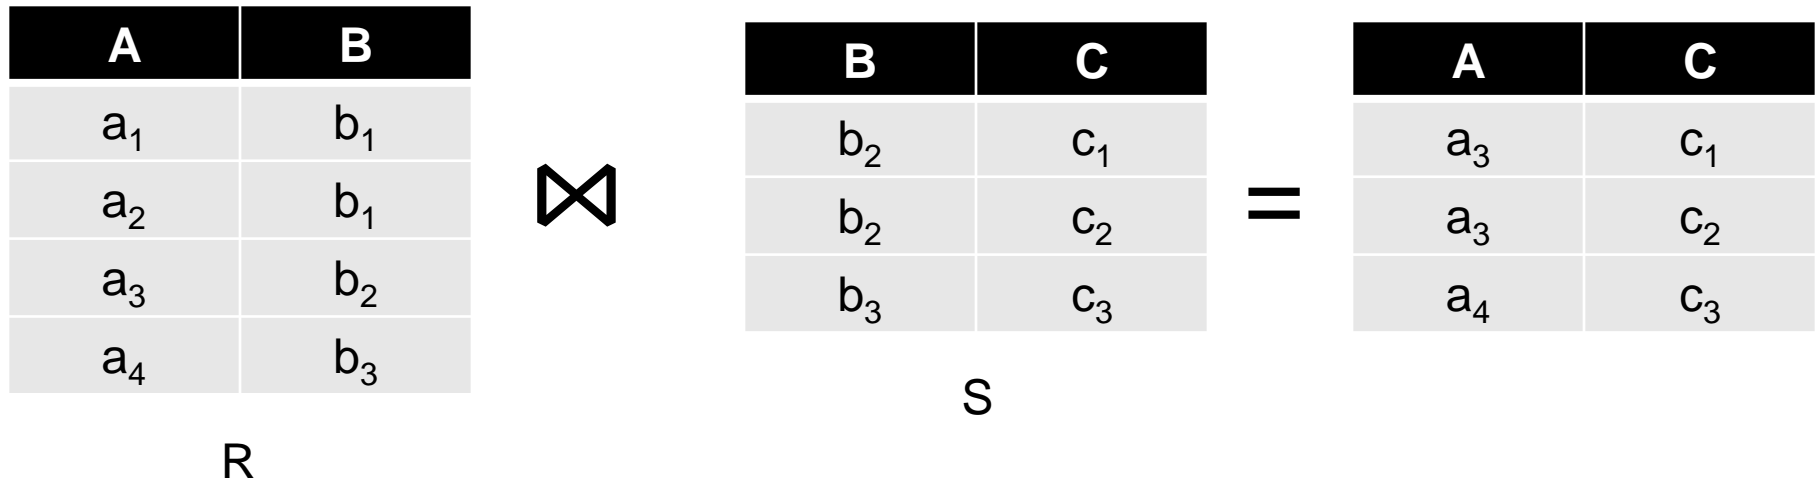 A B
a₁ b₁
a₂ b₁
a₃ b₂
a₄ b₃
R
⋈
B C
b₂ c₁
b₂ c₂
b₃ c₃
S
=
A C
a₃ c₁
a₃ c₂
a₄ c₃